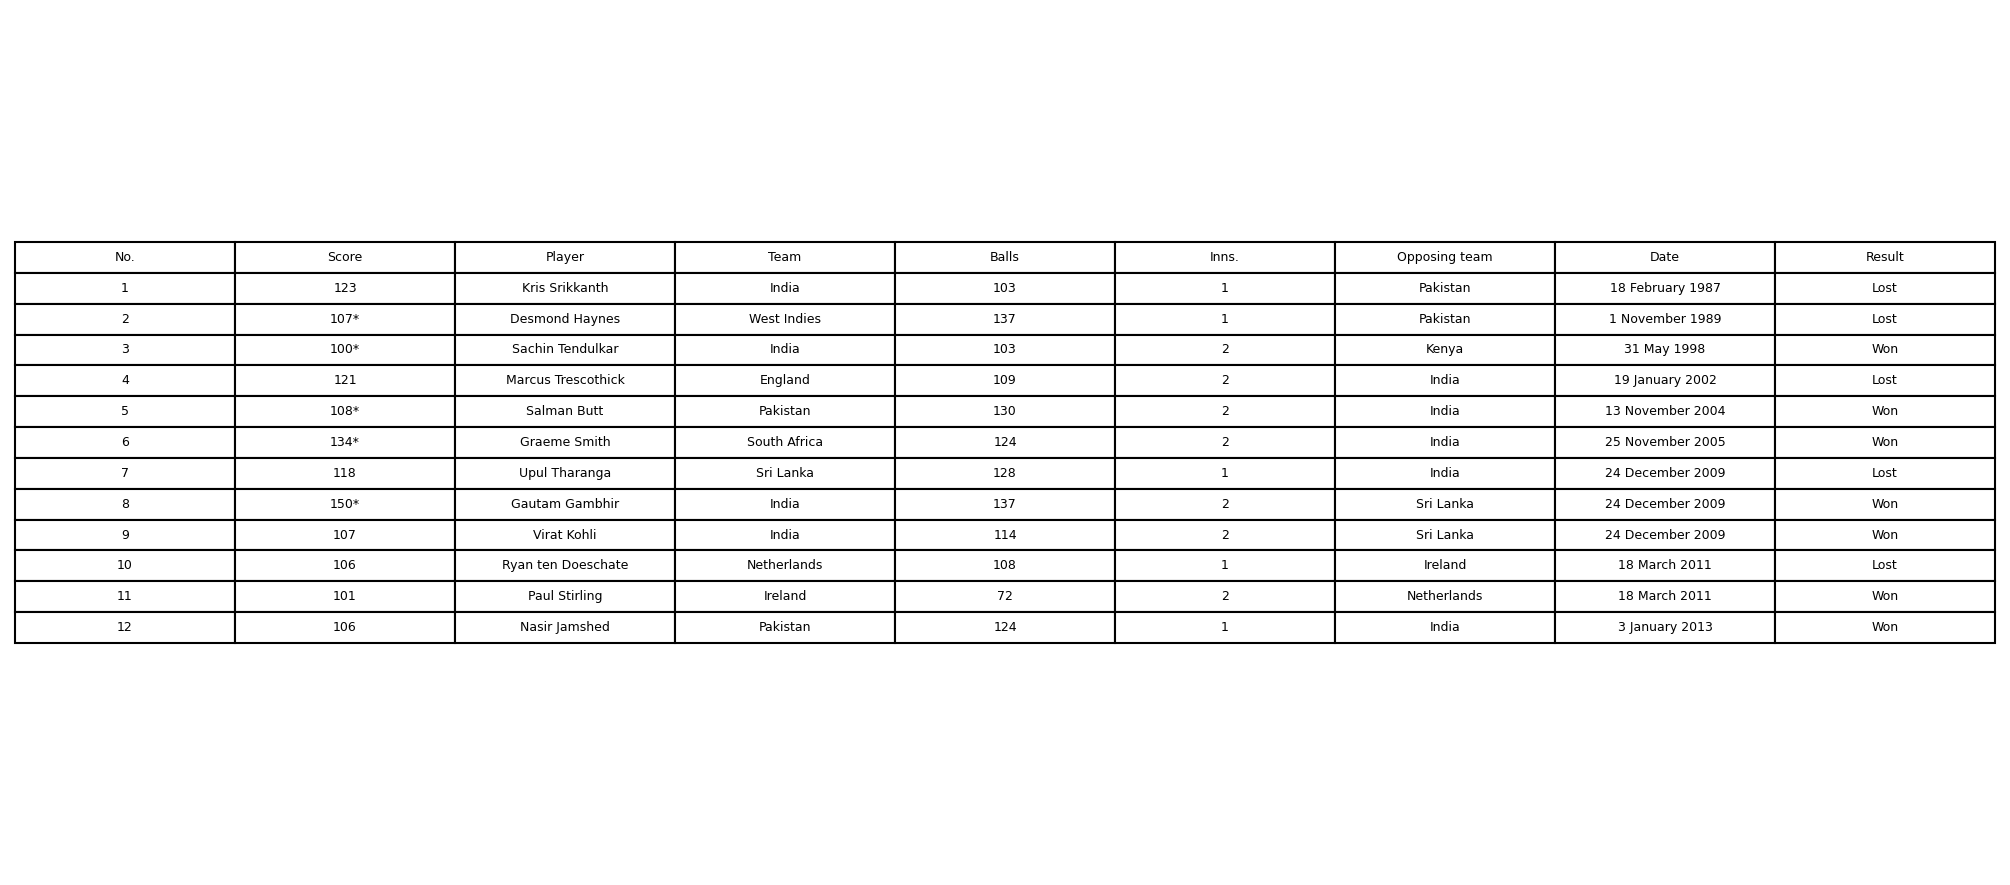 No. Score Player Team Balls Inns. Opposing team Date Result
1 123 Kris Srikkanth India 103 1 Pakistan 18 February 1987 Lost
2 107* Desmond Haynes West Indies 137 1 Pakistan 1 November 1989 Lost
3 100* Sachin Tendulkar India 103 2 Kenya 31 May 1998 Won
4 121 Marcus Trescothick England 109 2 India 19 January 2002 Lost
5 108* Salman Butt Pakistan 130 2 India 13 November 2004 Won
6 134* Graeme Smith South Africa 124 2 India 25 November 2005 Won
7 118 Upul Tharanga Sri Lanka 128 1 India 24 December 2009 Lost
8 150* Gautam Gambhir India 137 2 Sri Lanka 24 December 2009 Won
9 107 Virat Kohli India 114 2 Sri Lanka 24 December 2009 Won
10 106 Ryan ten Doeschate Netherlands 108 1 Ireland 18 March 2011 Lost
11 101 Paul Stirling Ireland 72 2 Netherlands 18 March 2011 Won
12 106 Nasir Jamshed Pakistan 124 1 India 3 January 2013 Won